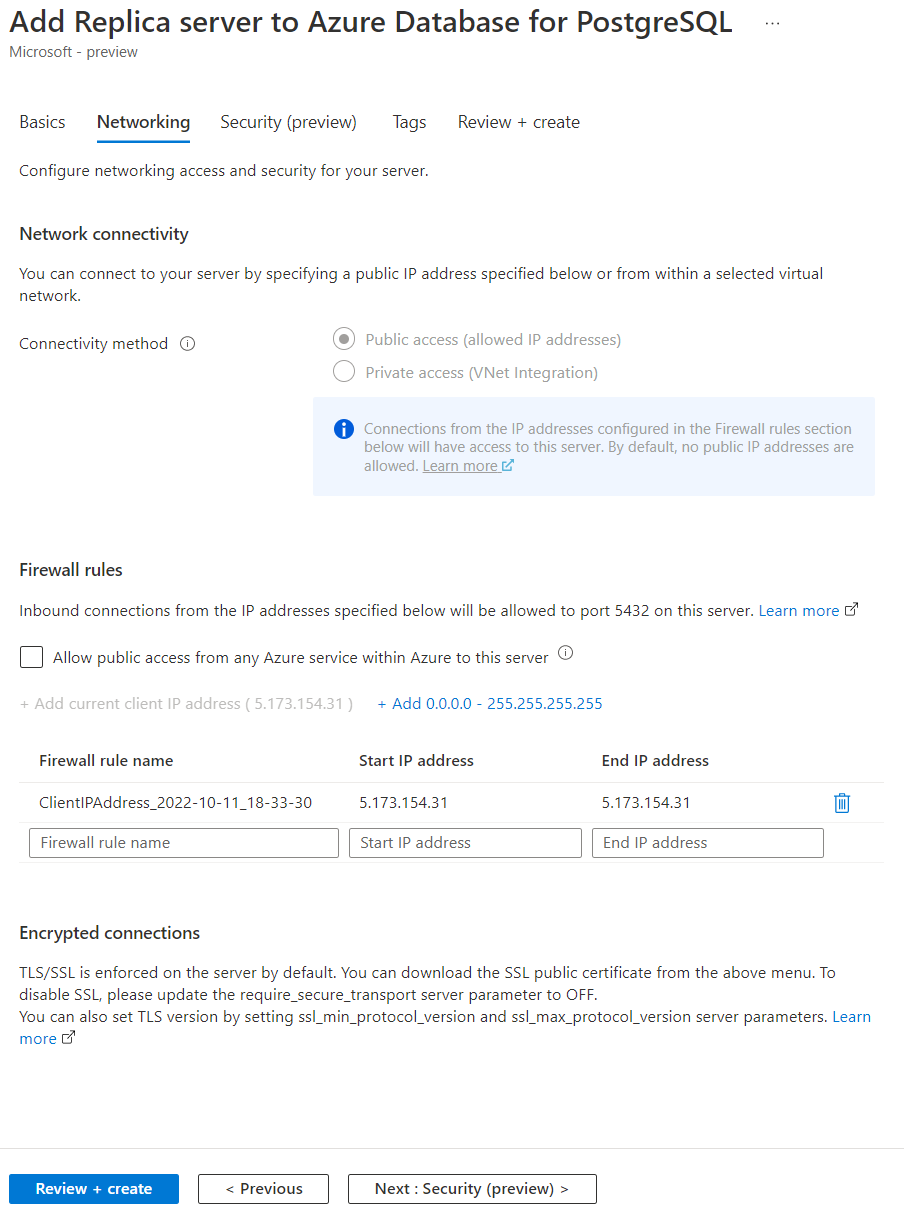 Add Replica server to Azure Database for PostgreSQL ...
Microsoft - preview
Basics Networking Security (preview) Tags Review + create
Configure networking access and security for your server.
Network connectivity
You can connect to your server by specifying a public IP address specified below or from within a selected virtual
network.
Connectivity method
Public access (allowed IP addresses)
Private access (VNet Integration)
Connections from the IP addresses configured in the Firewall rules section
below will have access to this server. By default, no public IP addresses are
allowed. Learn more
Firewall rules
Inbound connections from the IP addresses specified below will be allowed to port 5432 on this server. Learn more
Allow public access from any Azure service within Azure to this server
+ Add current client IP address ( 5.173.154.31 ) + Add 0.0.0.0 - 255.255.255.255
Firewall rule name Start IP address End IP address
ClientIPAddress_2022-10-11_18-33-30 5.173.154.31 5.173.154.31
Firewall rule name Start IP address End IP address
Encrypted connections
TLS/SSL is enforced on the server by default. You can download the SSL public certificate from the above menu. To
disable SSL, please update the require_secure_transport server parameter to OFF.
You can also set TLS version by setting ssl_min_protocol_version and ssl_max_protocol_version server parameters. Learn
more
Review + create < Previous Next : Security (preview) >